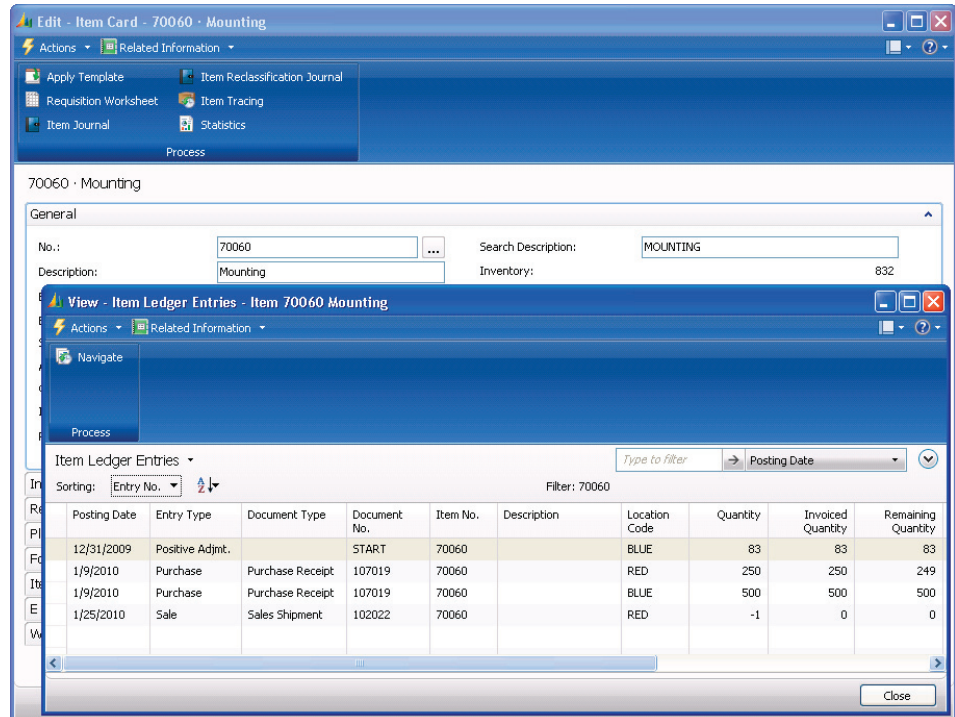 Edit - Item Card - 70060 · Mounting
Actions Related Information
Apply Template Item Reclassification Journal
Requisition Worksheet Item Tracing
Item Journal Statistics
Process
70060 · Mounting
General
No.: 70060 ... Search Description: MOUNTING
Description: Mounting Inventory: 832
View - Item Ledger Entries - Item 70060 Mounting
Actions Related Information
Navigate
Process
Item Ledger Entries Type to filter Posting Date
Sorting: Entry No. Filter: 70060
Posting Date Entry Type Document Type Document No. Item No. Description Location Code Quantity Invoiced Quantity Remaining Quantity
12/31/2009 Positive Adjmt. START 70060 BLUE 83 83 83
1/9/2010 Purchase Purchase Receipt 107019 70060 RED 250 250 249
1/9/2010 Purchase Purchase Receipt 107019 70060 BLUE 500 500 500
1/25/2010 Sale Sales Shipment 102022 70060 RED -1 0 0
Close